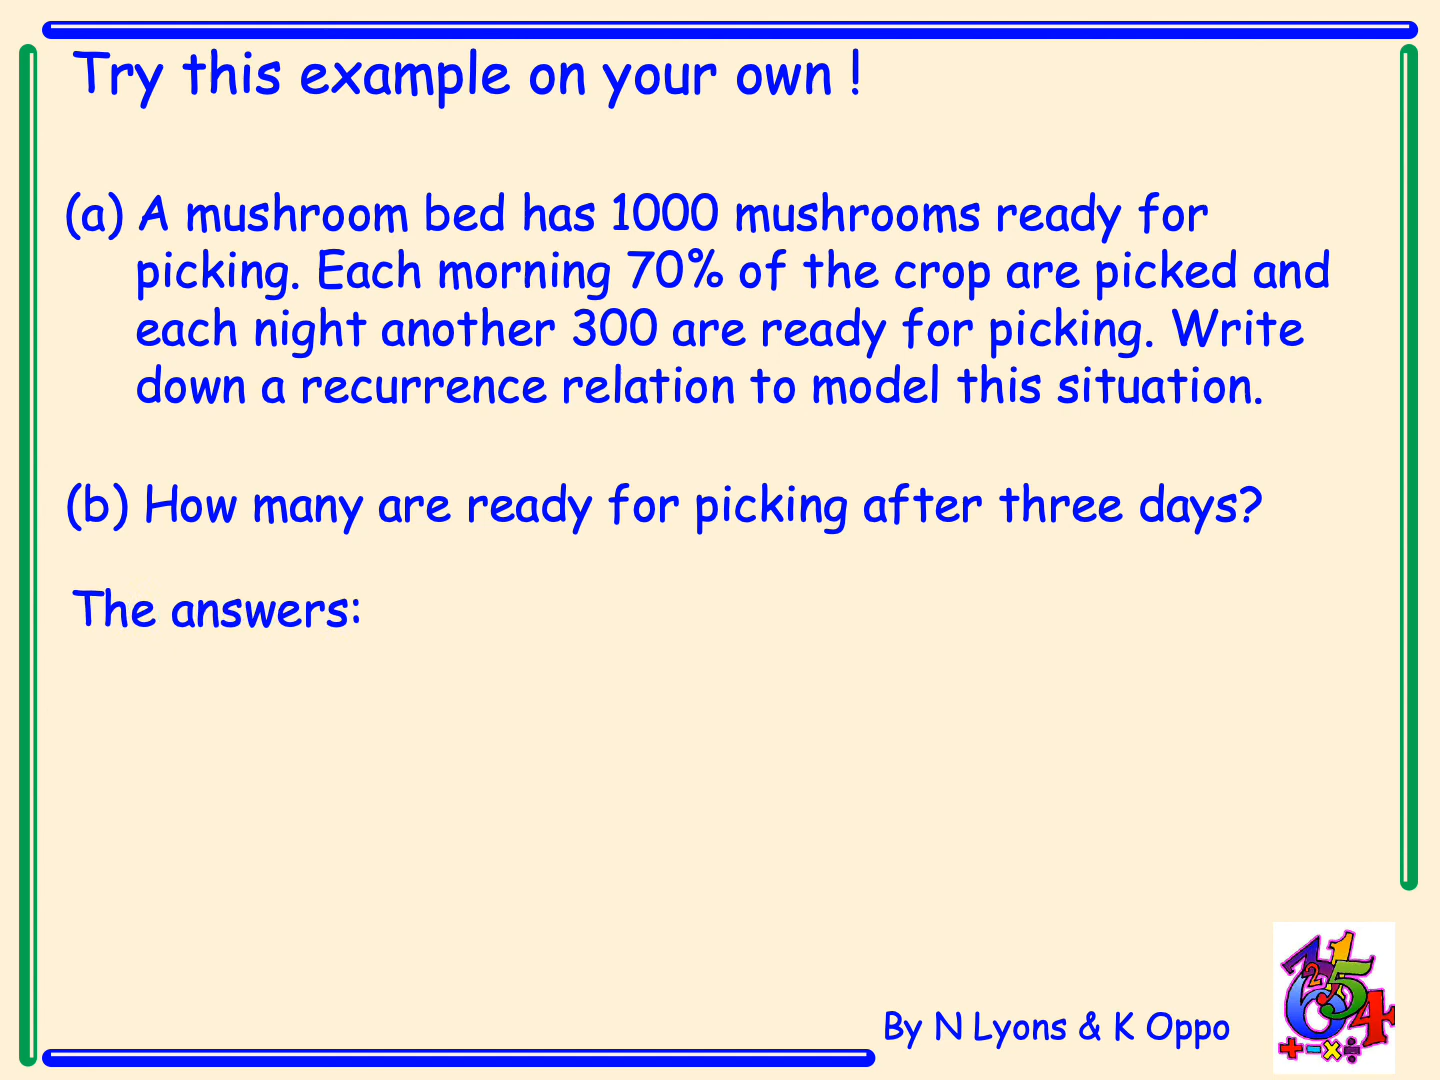 Try this example on your own !
(a) A mushroom bed has 1000 mushrooms ready for
picking. Each morning 70% of the crop are picked and
each night another 300 are ready for picking. Write
down a recurrence relation to model this situation.
(b) How many are ready for picking after three days?
The answers:
By N Lyons & K Oppo